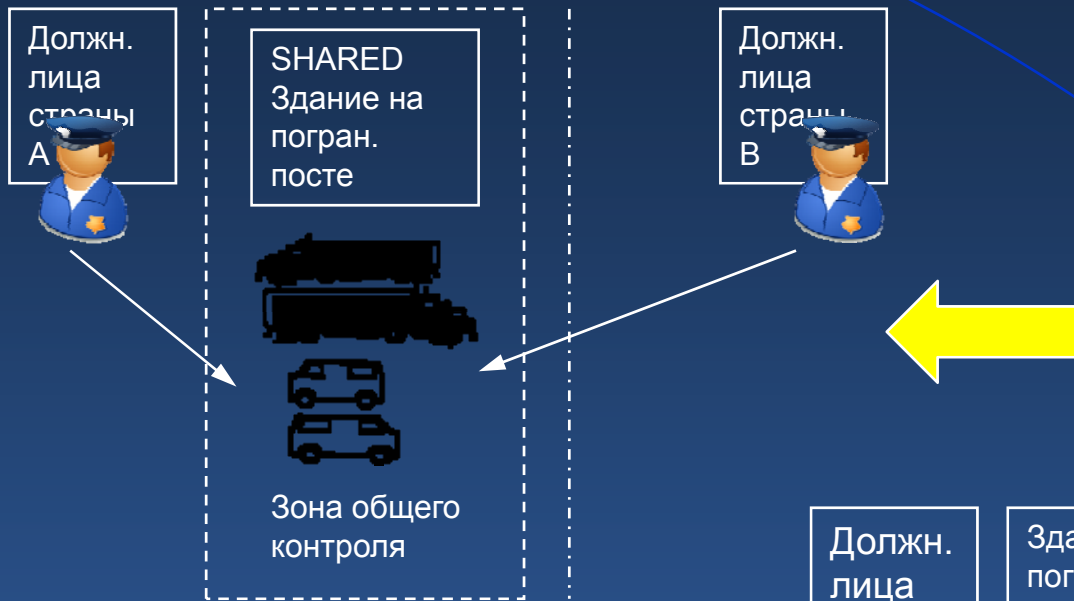 Должн.
лица
страны
А
SHARED
Здание на
погран.
посте
Должн.
лица
страны
В
Зона общего
контроля
Должн.
лица